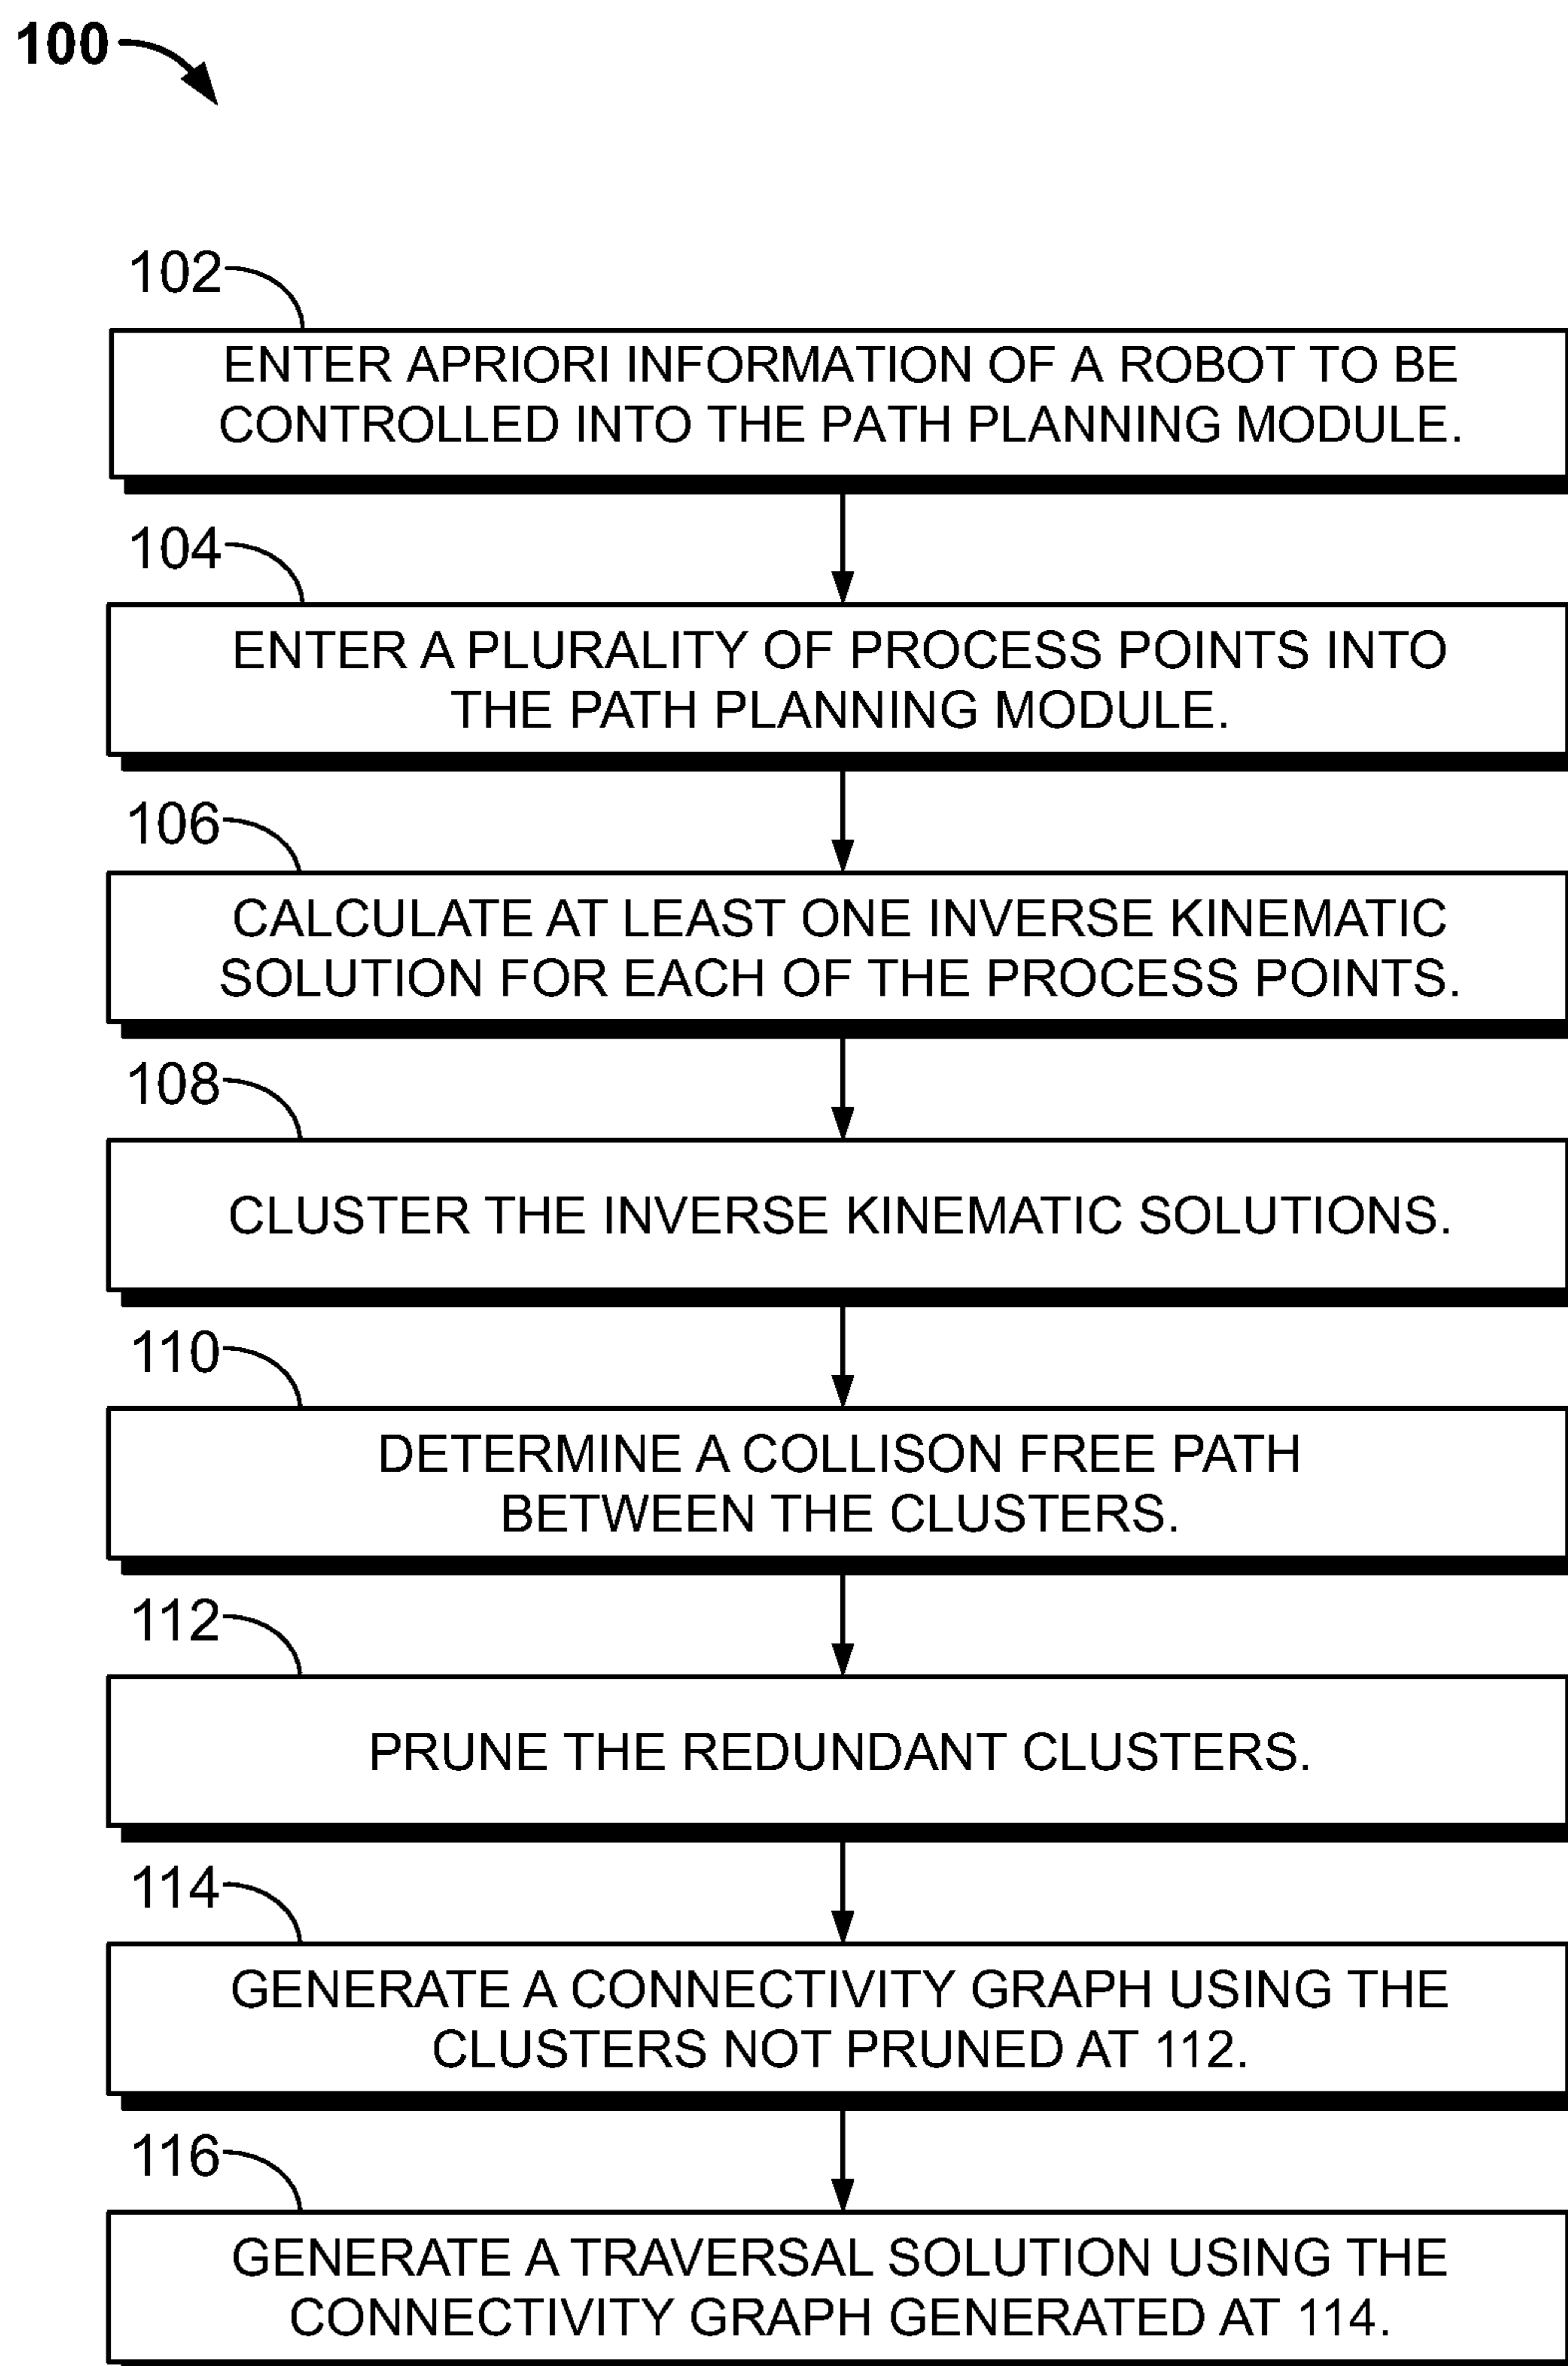 100
102
ENTER APRIORI INFORMATION OF A ROBOT TO BE
CONTROLLED INTO THE PATH PLANNING MODULE.
104
ENTER A PLURALITY OF PROCESS POINTS INTO
THE PATH PLANNING MODULE.
106
CALCULATE AT LEAST ONE INVERSE KINEMATIC
SOLUTION FOR EACH OF THE PROCESS POINTS.
108
CLUSTER THE INVERSE KINEMATIC SOLUTIONS.
110
DETERMINE A COLLISON FREE PATH
BETWEEN THE CLUSTERS.
112
PRUNE THE REDUNDANT CLUSTERS.
114
GENERATE A CONNECTIVITY GRAPH USING THE
CLUSTERS NOT PRUNED AT 112.
116
GENERATE A TRAVERSAL SOLUTION USING THE
CONNECTIVITY GRAPH GENERATED AT 114.